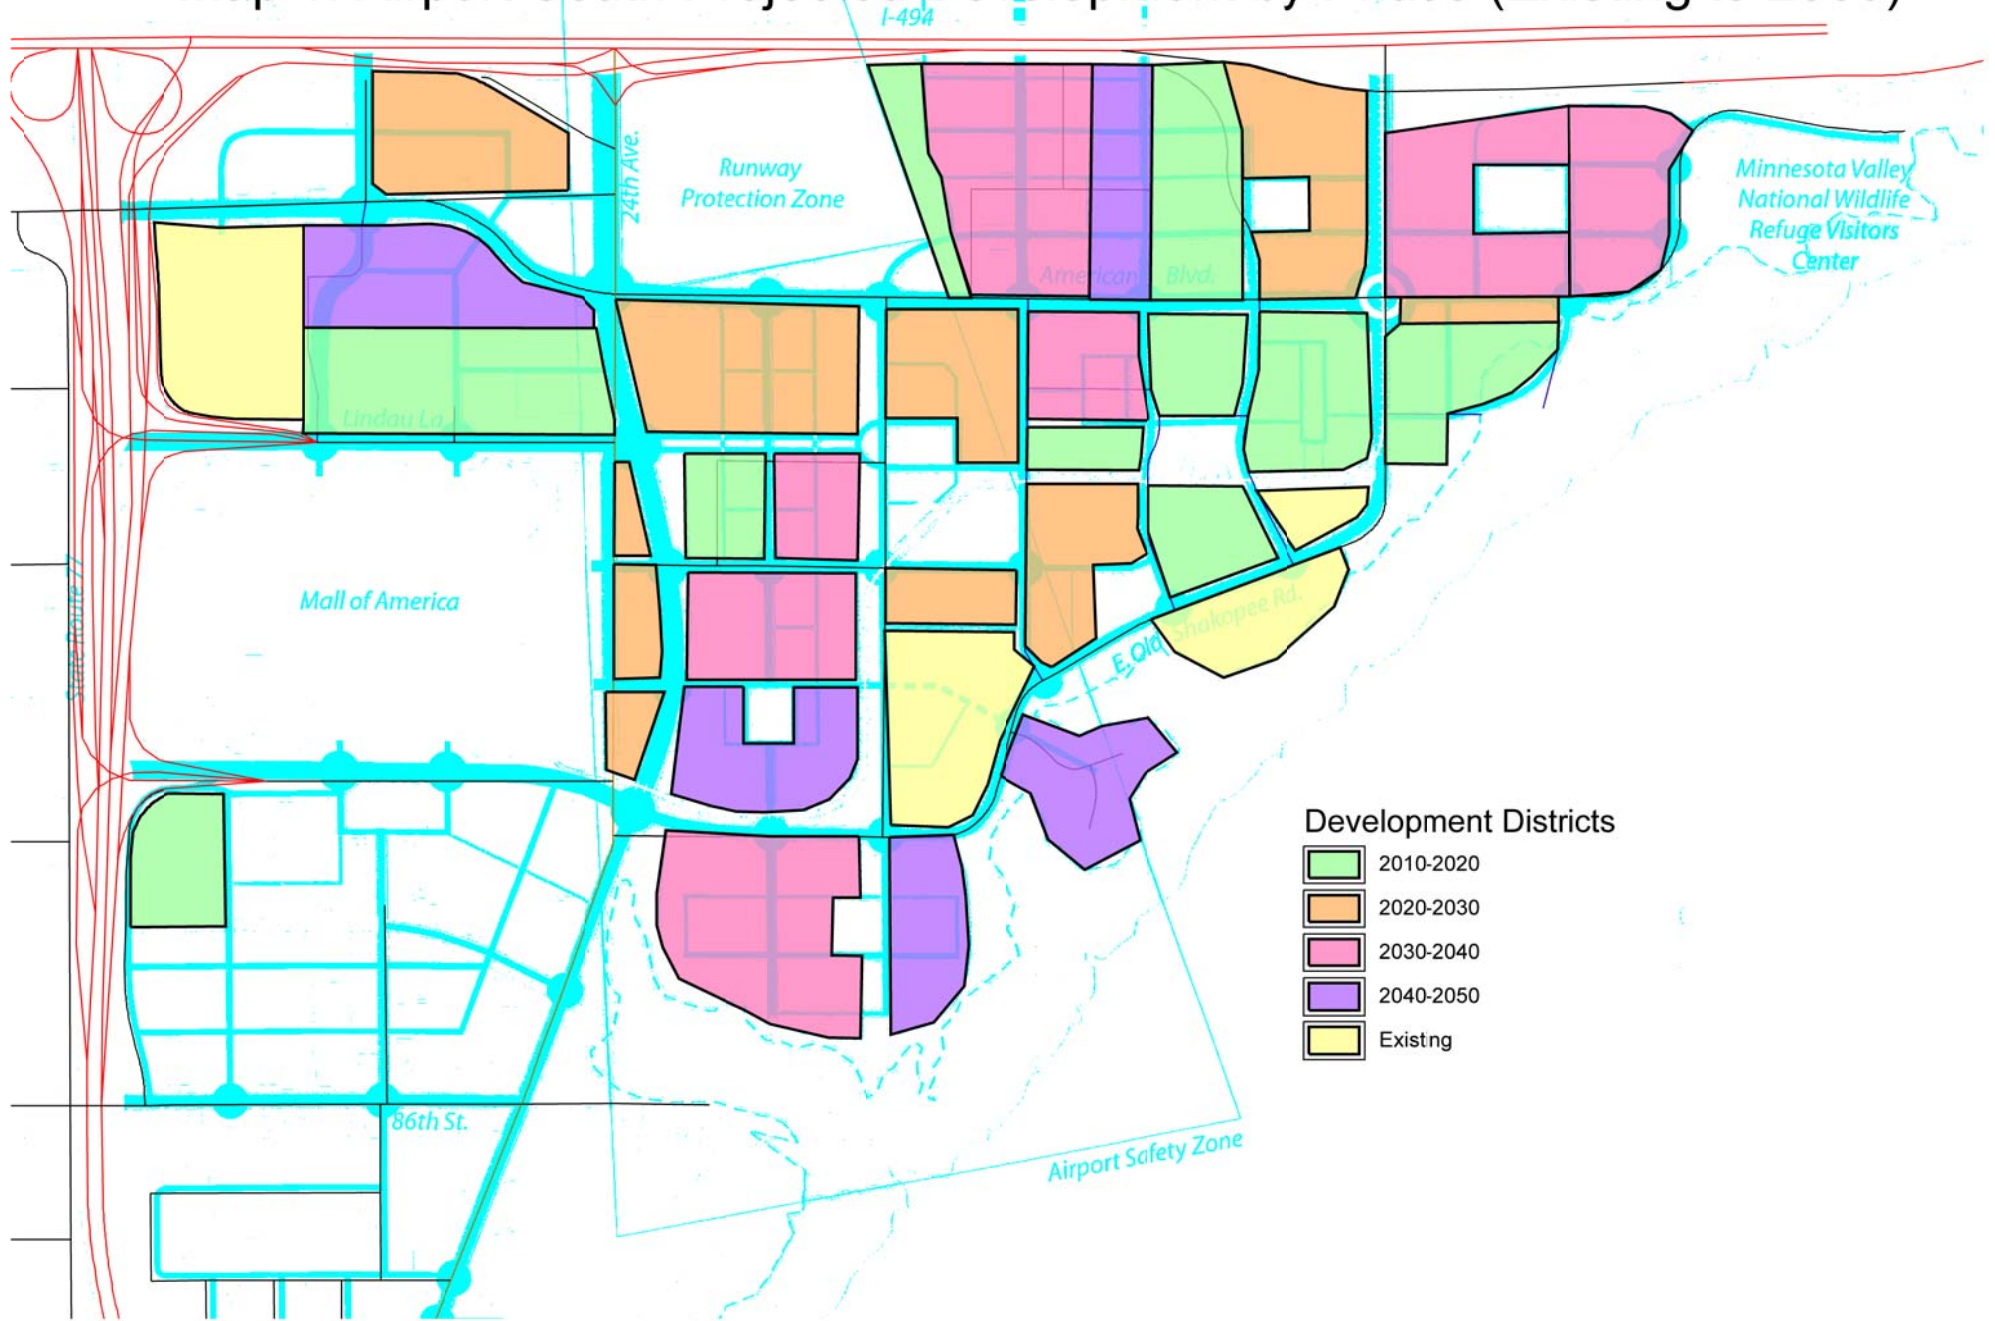 I-494
24th Ave.
Runway
Protection Zone
Minnesota Valley
National Wildlife
Refuge Visitors
Center
American Blvd.
Lindau La.
State Route 77
Mall of America
E. Old Shakopee Rd.
Development Districts
2010-2020
2020-2030
2030-2040
2040-2050
Existing
86th St.
Airport Safety Zone